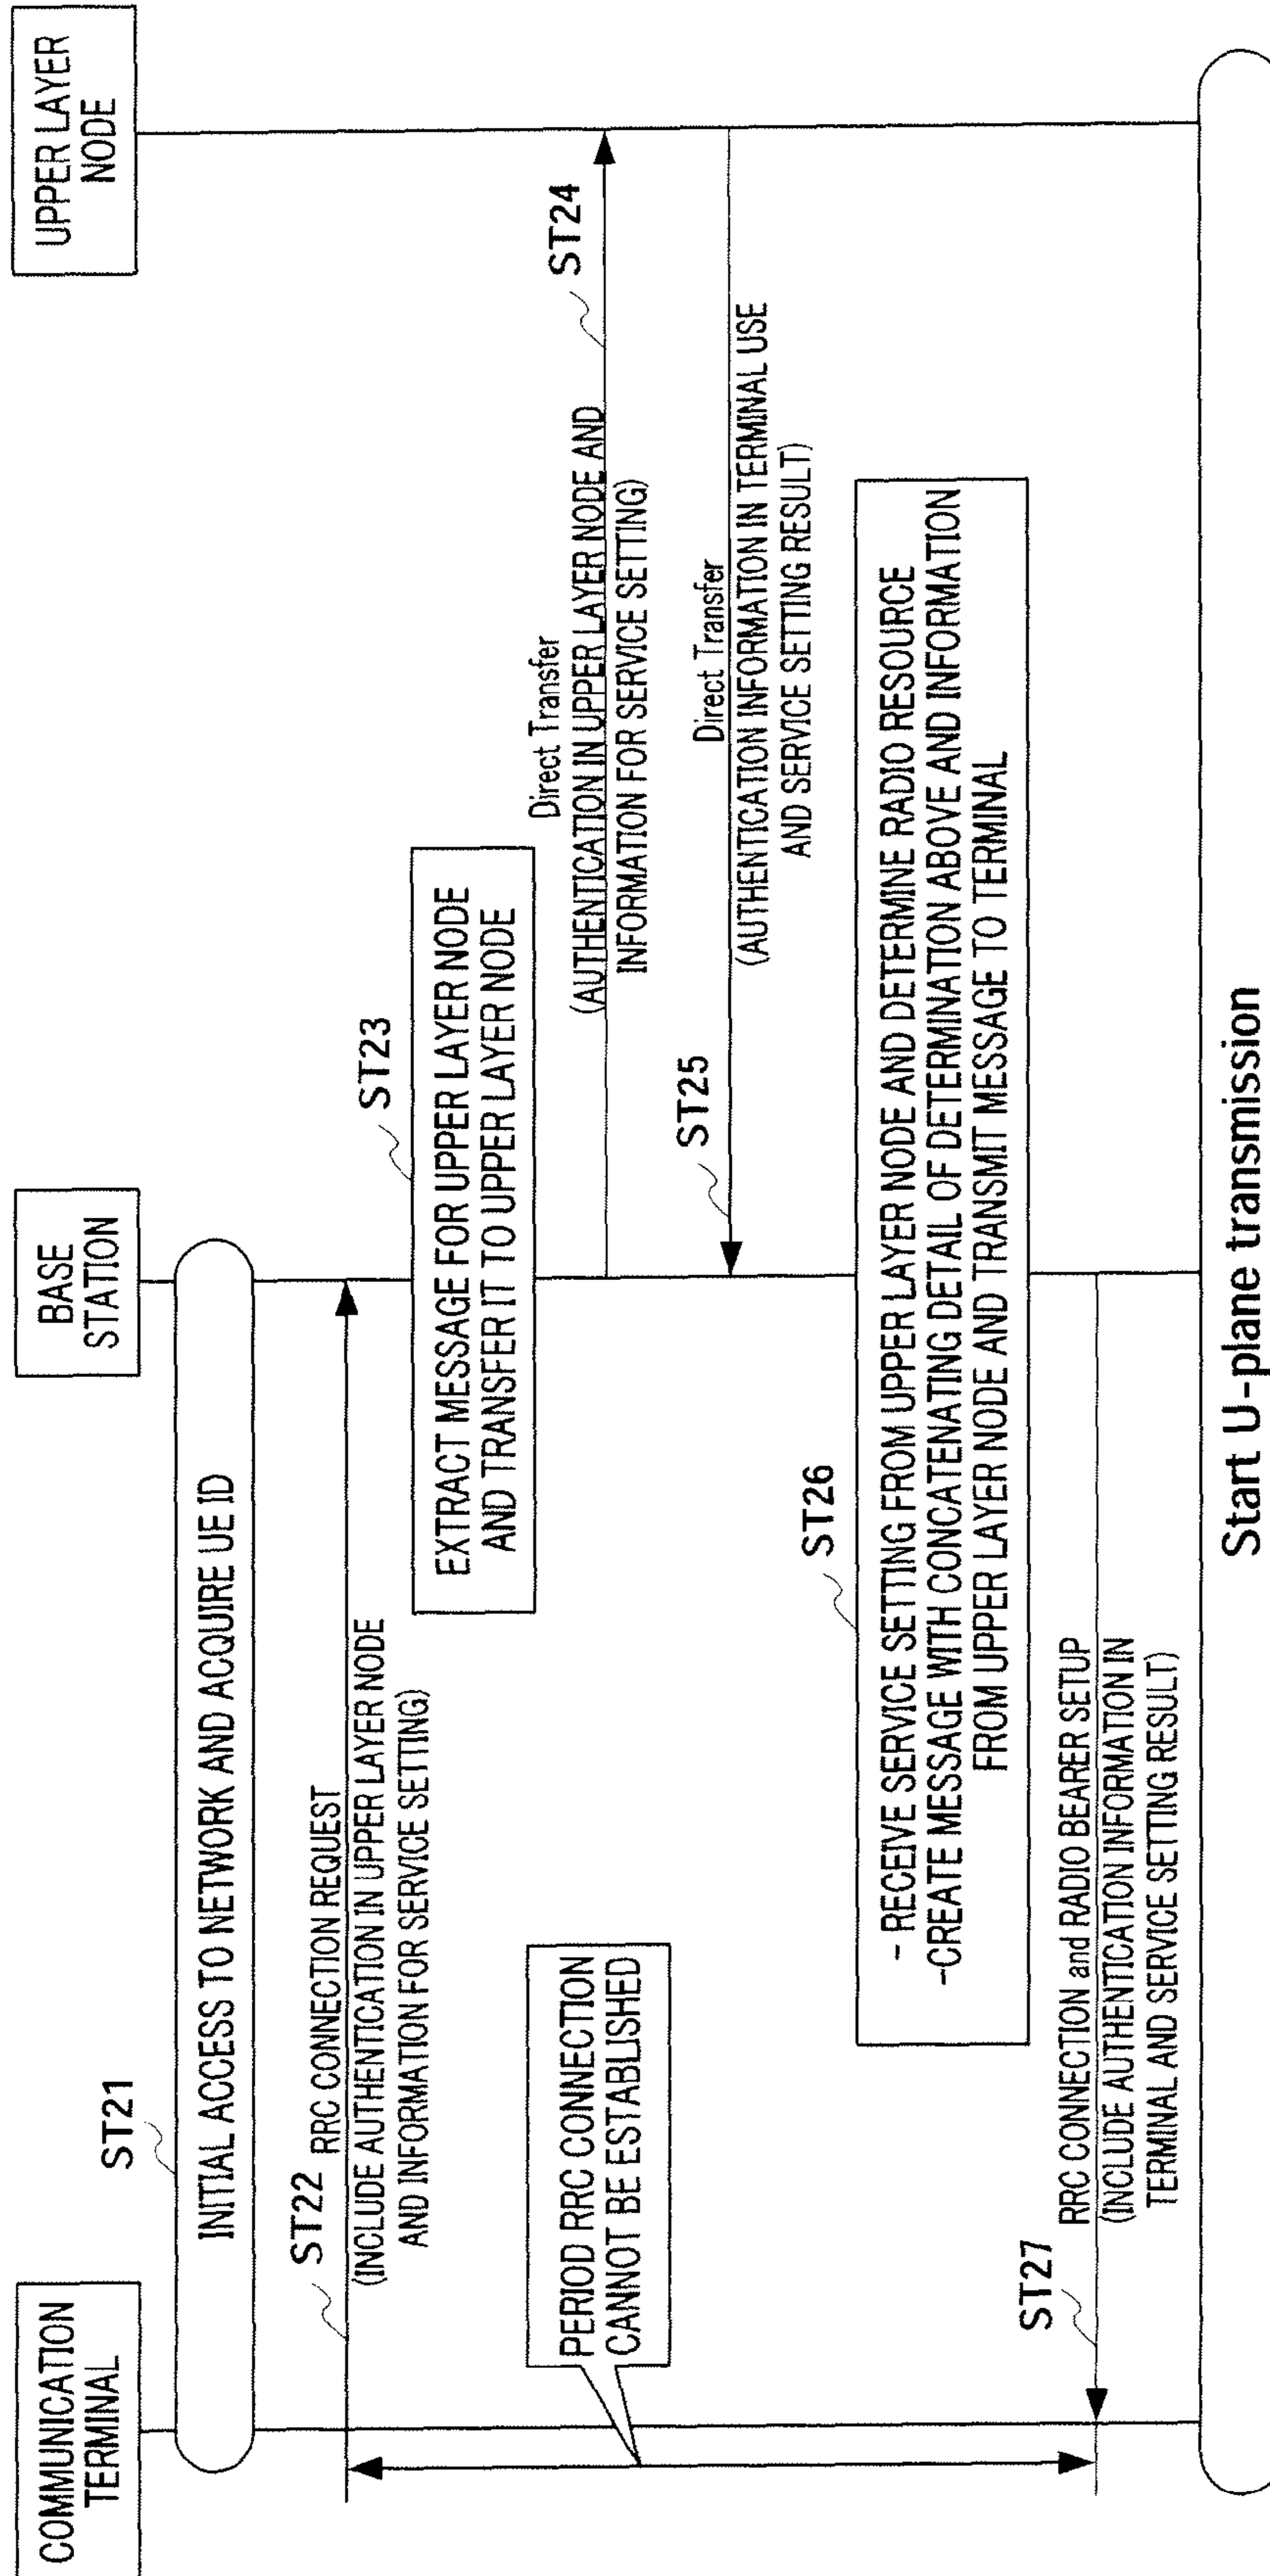 COMMUNICATION
TERMINAL
BASE
STATION
UPPER LAYER
NODE
ST21
INITIAL ACCESS TO NETWORK AND ACQUIRE UE ID
ST22
RRC CONNECTION REQUEST
(INCLUDE AUTHENTICATION IN UPPER LAYER NODE
AND INFORMATION FOR SERVICE SETTING)
ST23
EXTRACT MESSAGE FOR UPPER LAYER NODE
AND TRANSFER IT TO UPPER LAYER NODE
ST24
Direct Transfer
(AUTHENTICATION IN UPPER LAYER NODE AND
INFORMATION FOR SERVICE SETTING)
PERIOD RRC CONNECTION
CANNOT BE ESTABLISHED
ST25
Direct Transfer
(AUTHENTICATION INFORMATION IN TERMINAL USE
AND SERVICE SETTING RESULT)
ST26
- RECEIVE SERVICE SETTING FROM UPPER LAYER NODE AND DETERMINE RADIO RESOURCE
-CREATE MESSAGE WITH CONCATENATING DETAIL OF DETERMINATION ABOVE AND INFORMATION
FROM UPPER LAYER NODE AND TRANSMIT MESSAGE TO TERMINAL
ST27
RRC CONNECTION and RADIO BEARER SETUP
(INCLUDE AUTHENTICATION INFORMATION IN
TERMINAL AND SERVICE SETTING RESULT)
Start U-plane transmission